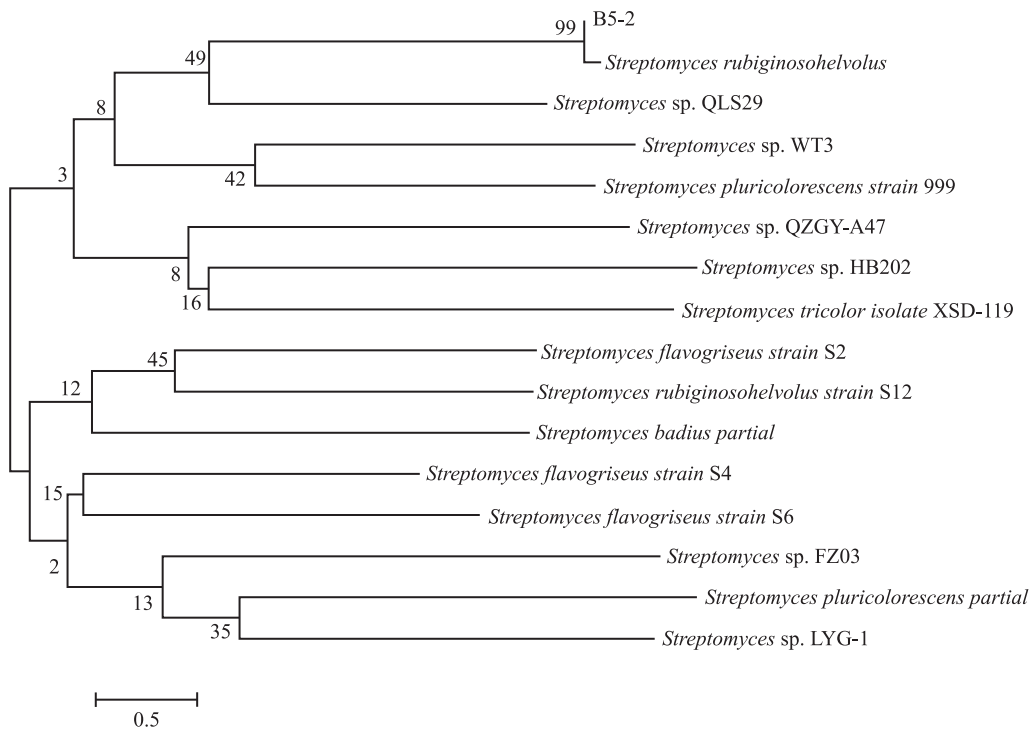 B5-2
99
Streptomyces rubiginosohelvolus
49
Streptomyces sp. QLS29
8
Streptomyces sp. WT3
3
42
Streptomyces pluricolorescens strain 999
Streptomyces sp. QZGY-A47
8
Streptomyces sp. HB202
16
Streptomyces tricolor isolate XSD-119
Streptomyces flavogriseus strain S2
45
12
Streptomyces rubiginosohelvolus strain S12
Streptomyces badius partial
Streptomyces flavogriseus strain S4
15
Streptomyces flavogriseus strain S6
2
Streptomyces sp. FZ03
13
Streptomyces pluricolorescens partial
35
Streptomyces sp. LYG-1
0.5